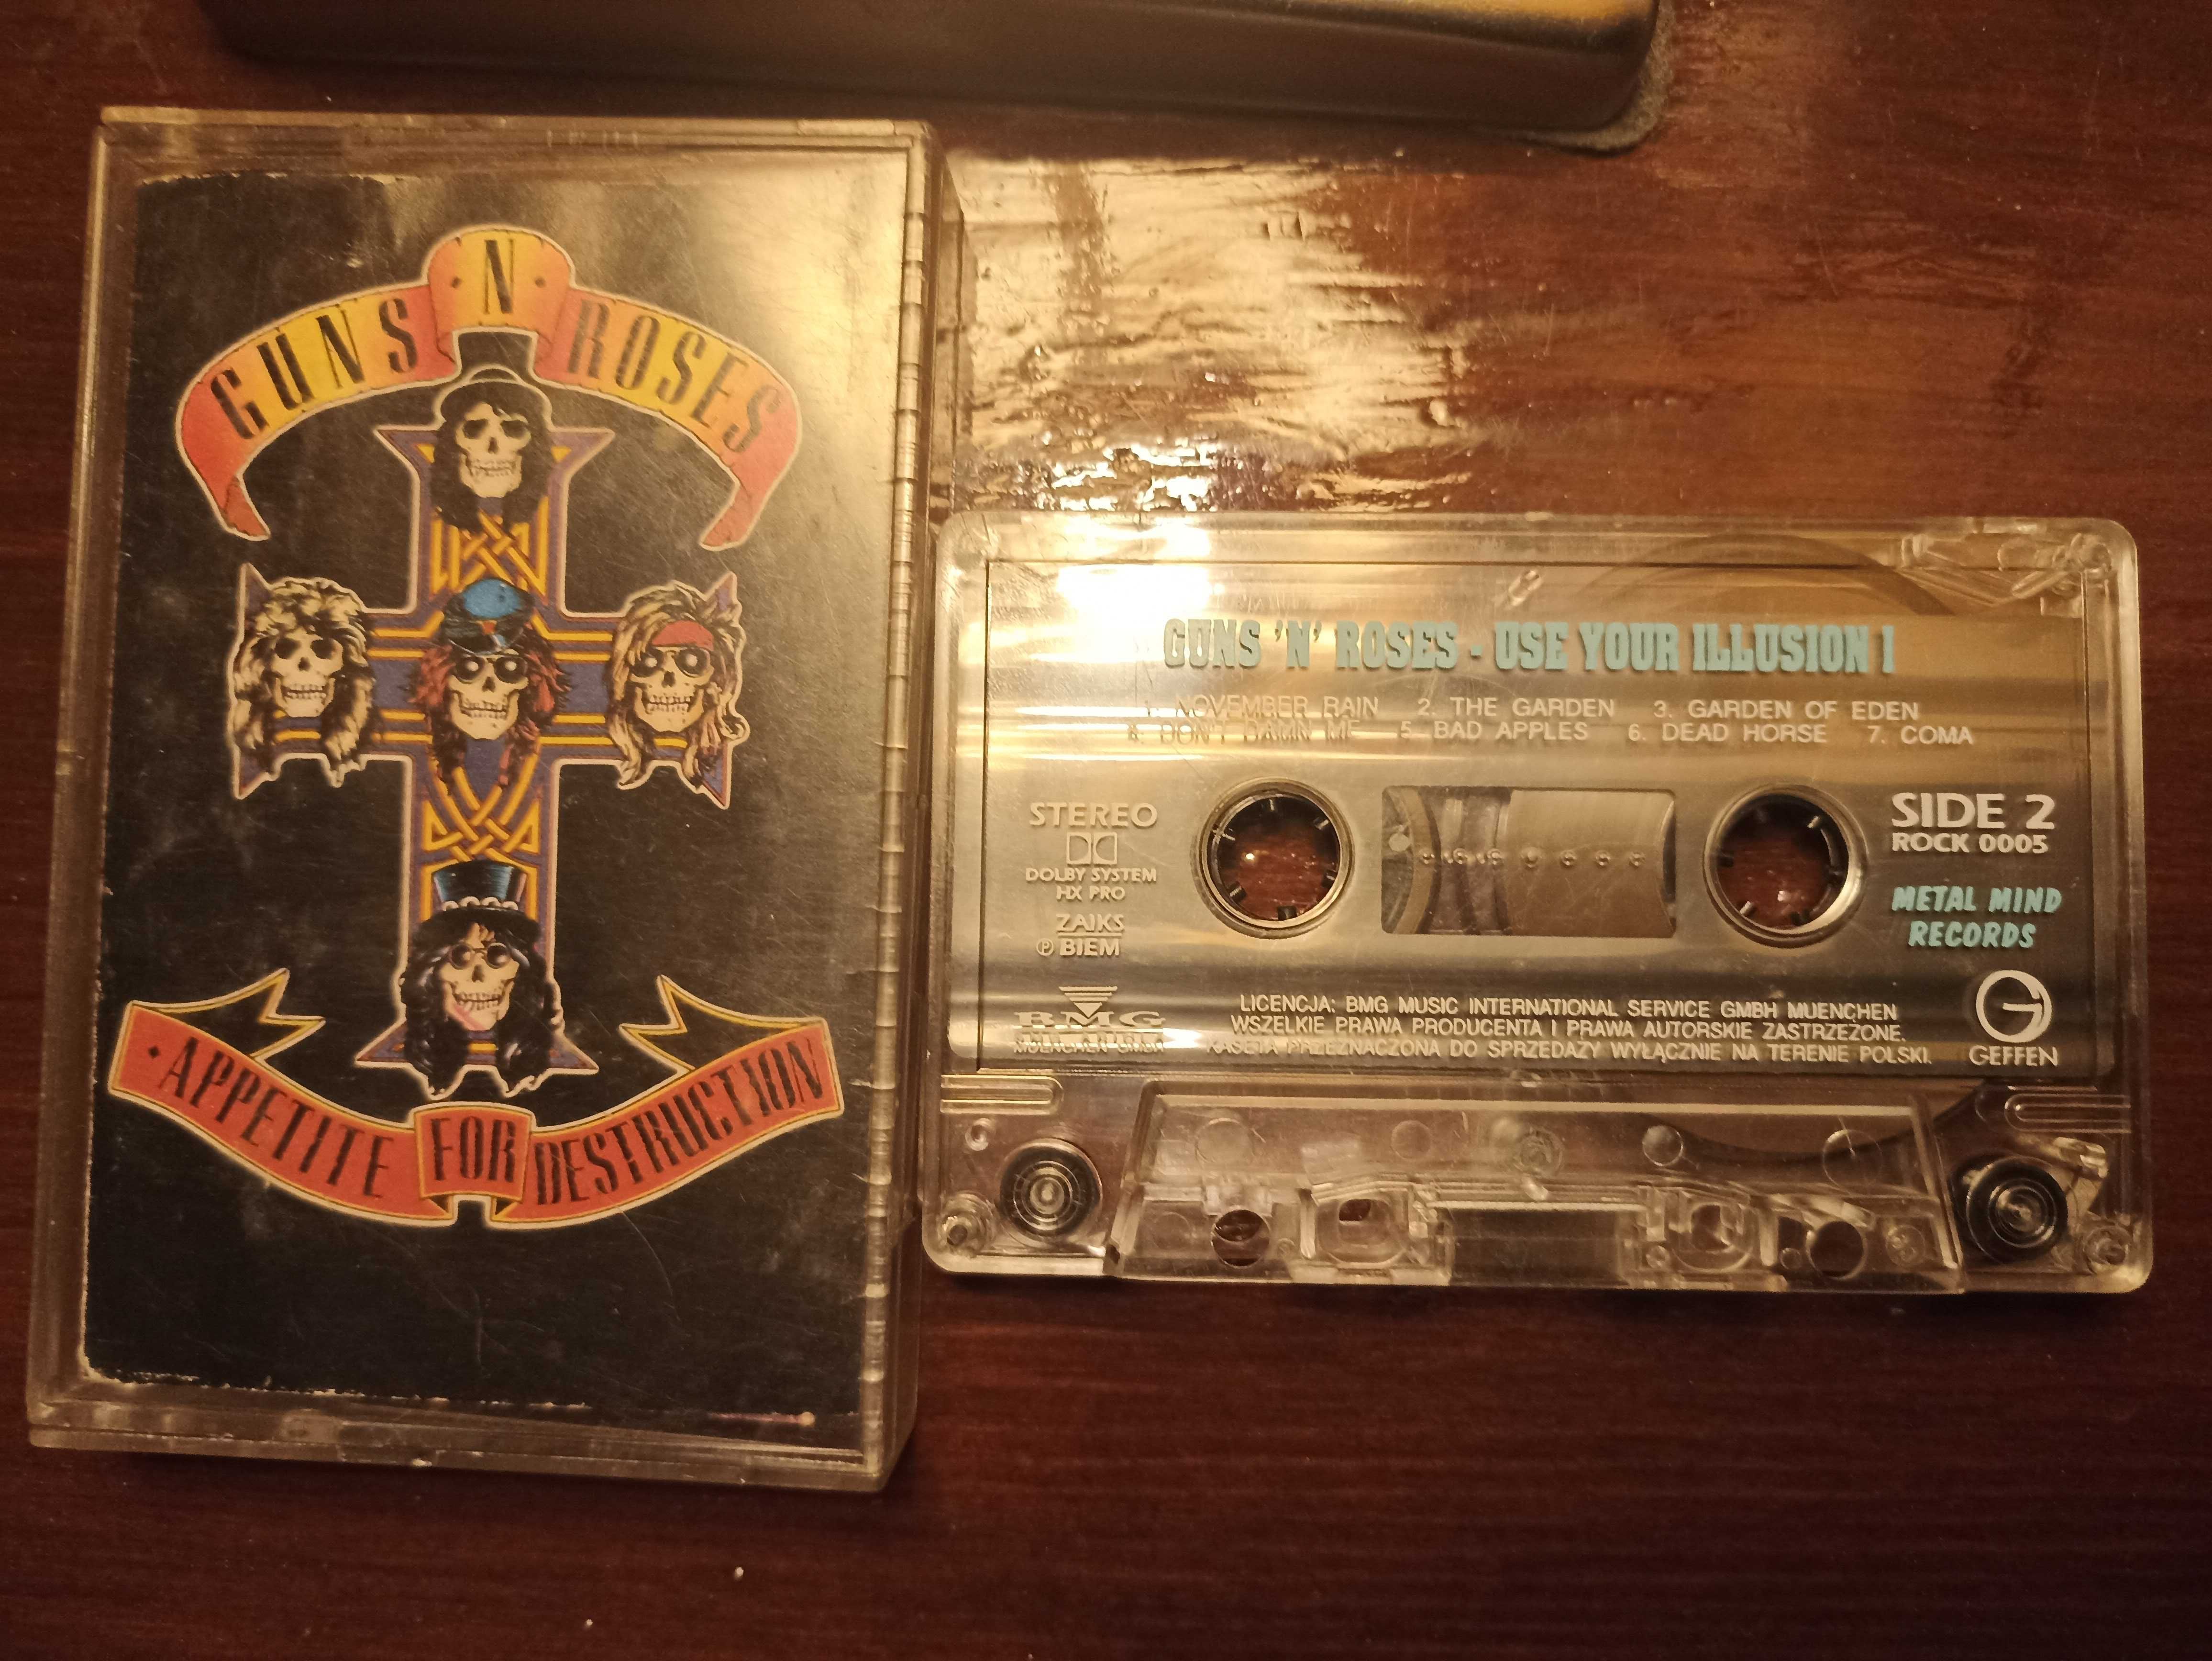 GUNS ·N· ROSES
·APPETITE FOR DESTRUCTION
GUNS 'N' ROSES - USE YOUR ILLUSION I
1. NOVEMBER RAIN 2. THE GARDEN 3. GARDEN OF EDEN
DON'T DAMN ME 5. BAD APPLES 6. DEAD HORSE 7. COMA
STEREO
DOLBY SYSTEM
HX PRO
ZAIKS
Ⓟ BIEM
SIDE 2
ROCK 0005
METAL MIND
RECORDS
BMG
MUENCHEN GMBH
LICENCJA: BMG MUSIC INTERNATIONAL SERVICE GMBH MUENCHEN
WSZELKIE PRAWA PRODUCENTA I PRAWA AUTORSKIE ZASTRZEŻONE.
KASETA PRZEZNACZONA DO SPRZEDAŻY WYŁĄCZNIE NA TERENIE POLSKI.
G
GEFFEN